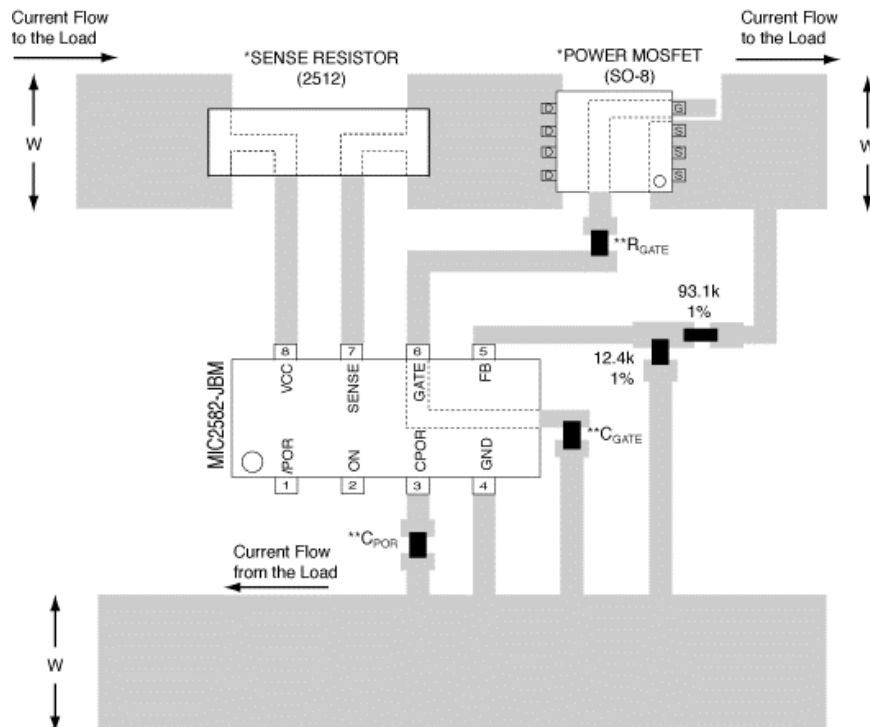 Current Flow
to the Load
*SENSE RESISTOR
(2512)
*POWER MOSFET
(SO-8)
Current Flow
to the Load
W
W
D
D
D
D
G
S
S
S
**RGATE
93.1k
1%
12.4k
1%
MIC2582-JBM
8
7
6
5
VCC
SENSE
GATE
FB
/POR
ON
CPOR
GND
1
2
3
4
**CGATE
**CPOR
Current Flow
from the Load
W